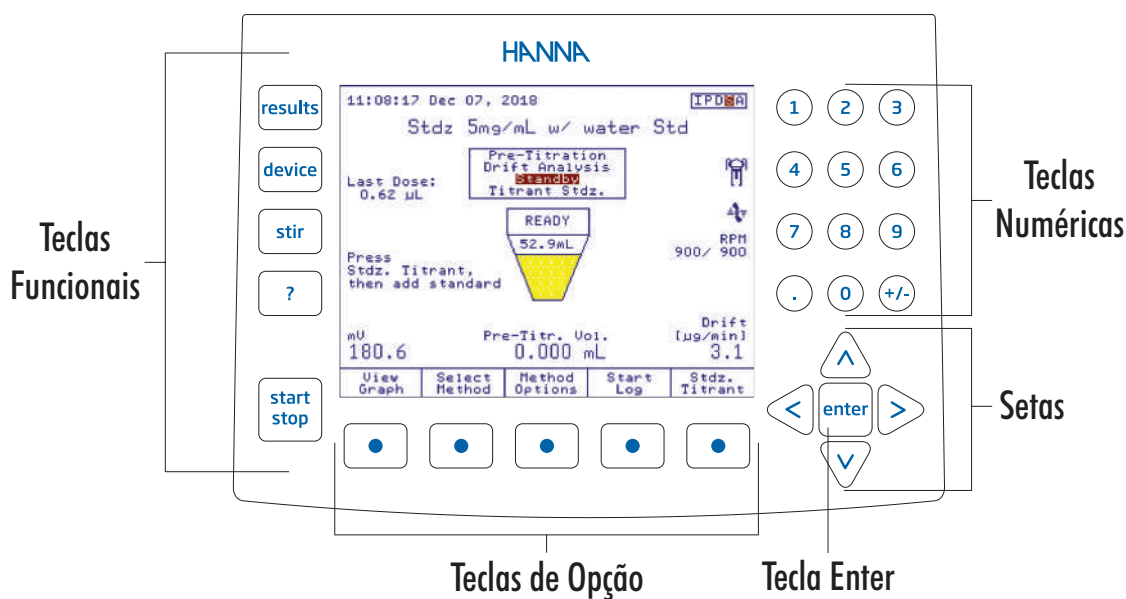 HANNA
results
device
stir
?
start
stop
11:08:17 Dec 07, 2018
IPDSA
Stdz 5mg/mL w/ water Std
Pre-Titration
Drift Analysis
Standby
Titrant Stdz.
Last Dose:
0.62 µL
READY
52.9mL
RPM
900/ 900
Press
Stdz. Titrant,
then add standard
mV
180.6
Pre-Titr. Vol.
0.000 mL
Drift
[µg/min]
3.1
View
Graph
Select
Method
Method
Options
Start
Log
Stdz.
Titrant
1 2 3
4 5 6
7 8 9
. 0 +/-
enter
Teclas
Funcionais
Teclas
Numéricas
Setas
Teclas de Opção
Tecla Enter